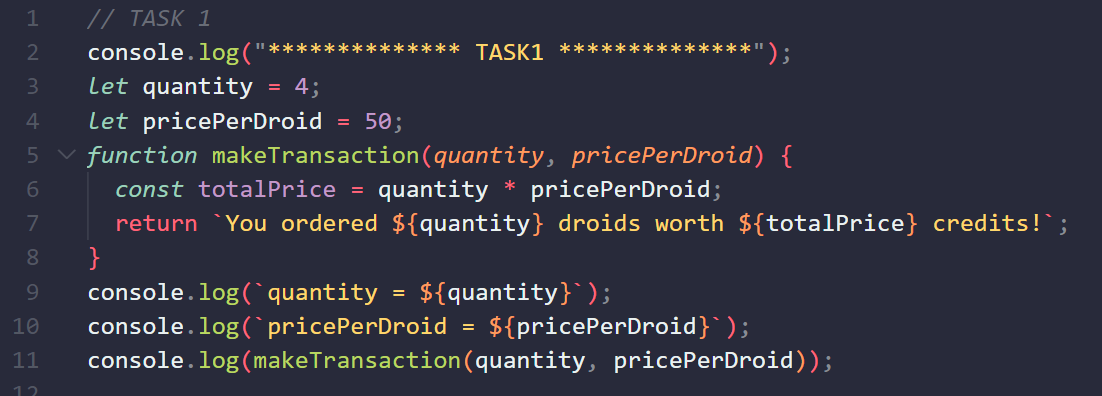 1 // TASK 1
2 console.log("************** TASK1 **************");
3 let quantity = 4;
4 let pricePerDroid = 50;
5 function makeTransaction(quantity, pricePerDroid) {
6 const totalPrice = quantity * pricePerDroid;
7 return `You ordered ${quantity} droids worth ${totalPrice} credits!`;
8 }
9 console.log(`quantity = ${quantity}`);
10 console.log(`pricePerDroid = ${pricePerDroid}`);
11 console.log(makeTransaction(quantity, pricePerDroid));
12